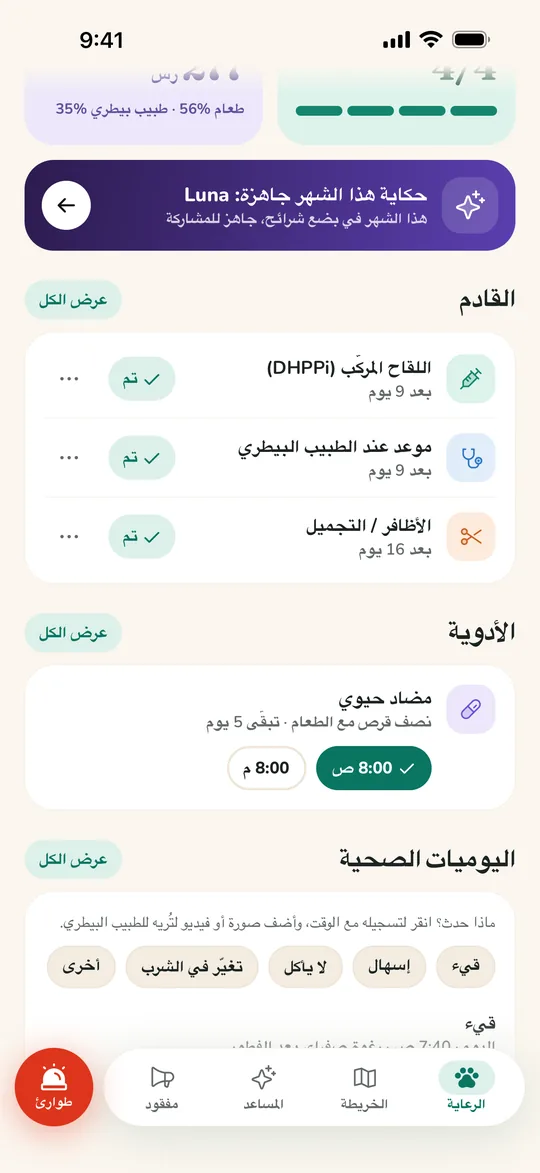 9:41
4/4
طعام 56% · طبيب بيطري 35%
حكاية هذا الشهر جاهزة: Luna
هذا الشهر في بضع شرائح، جاهز للمشاركة
القادم
عرض الكل
اللقاح المركّب (DHPPi)
بعد 9 يوم
تم
موعد عند الطبيب البيطري
بعد 9 يوم
تم
الأظافر / التجميل
بعد 16 يوم
تم
الأدوية
عرض الكل
مضاد حيوي
نصف قرص مع الطعام · تبقّى 5 يوم
8:00 ص
8:00 م
اليوميات الصحية
عرض الكل
ماذا حدث؟ انقر لتسجيله مع الوقت، وأضف صورة أو فيديو لتُريه للطبيب البيطري.
قيء
إسهال
لا يأكل
تغيّر في الشرب
أخرى
قيء
الرعاية
الخريطة
المساعد
مفقود
طوارئ